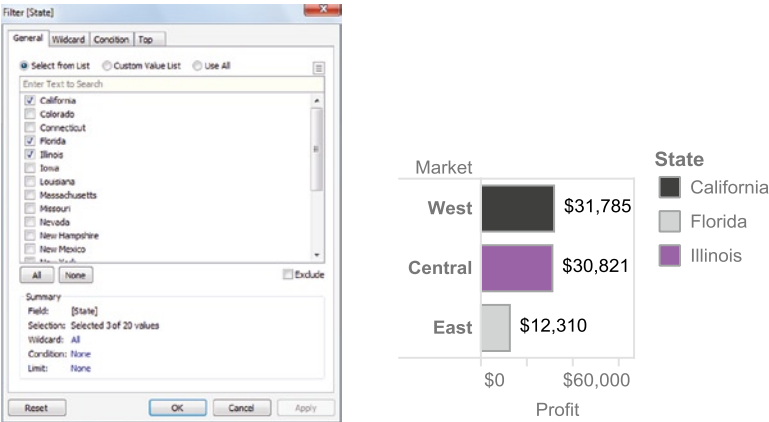 Filter [State]
General Wildcard Condition Top
Select from List Custom Value List Use All
Enter Text to Search
California
Colorado
Connecticut
Florida
Illinois
Iowa
Louisiana
Massachusetts
Missouri
Nevada
New Hampshire
New Mexico
New York
All None Exclude
Summary
Field: [State]
Selection: Selected 3 of 20 values
Wildcard: All
Condition: None
Limit: None
Reset OK Cancel Apply
Market
West $31,785
Central $30,821
East $12,310
$0 $60,000
Profit
State
California
Florida
Illinois